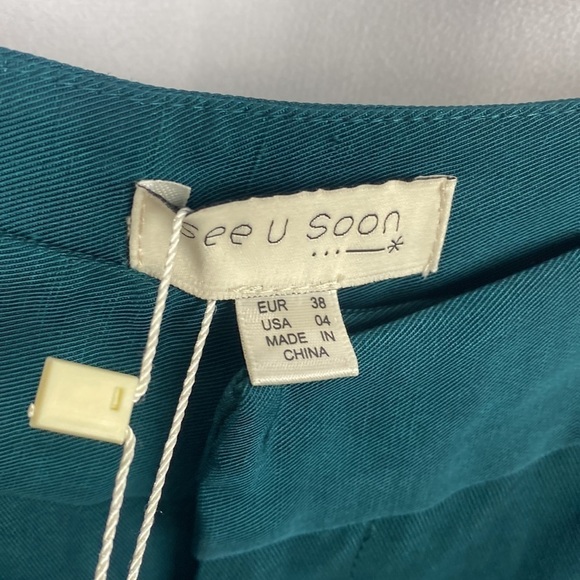 see u soon
...—*
EUR 38
USA 04
MADE IN
CHINA